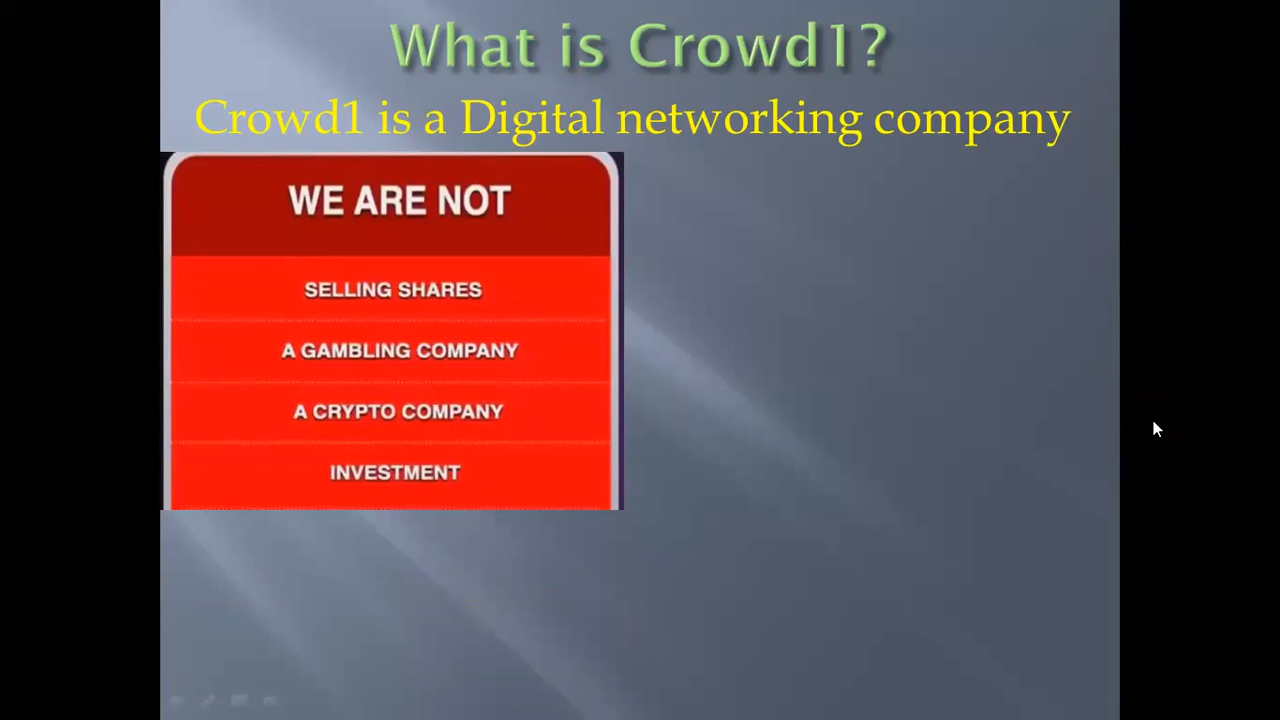 What is Crowd1?
Crowd1 is a Digital networking company
WE ARE NOT
SELLING SHARES
A GAMBLING COMPANY
A CRYPTO COMPANY
INVESTMENT